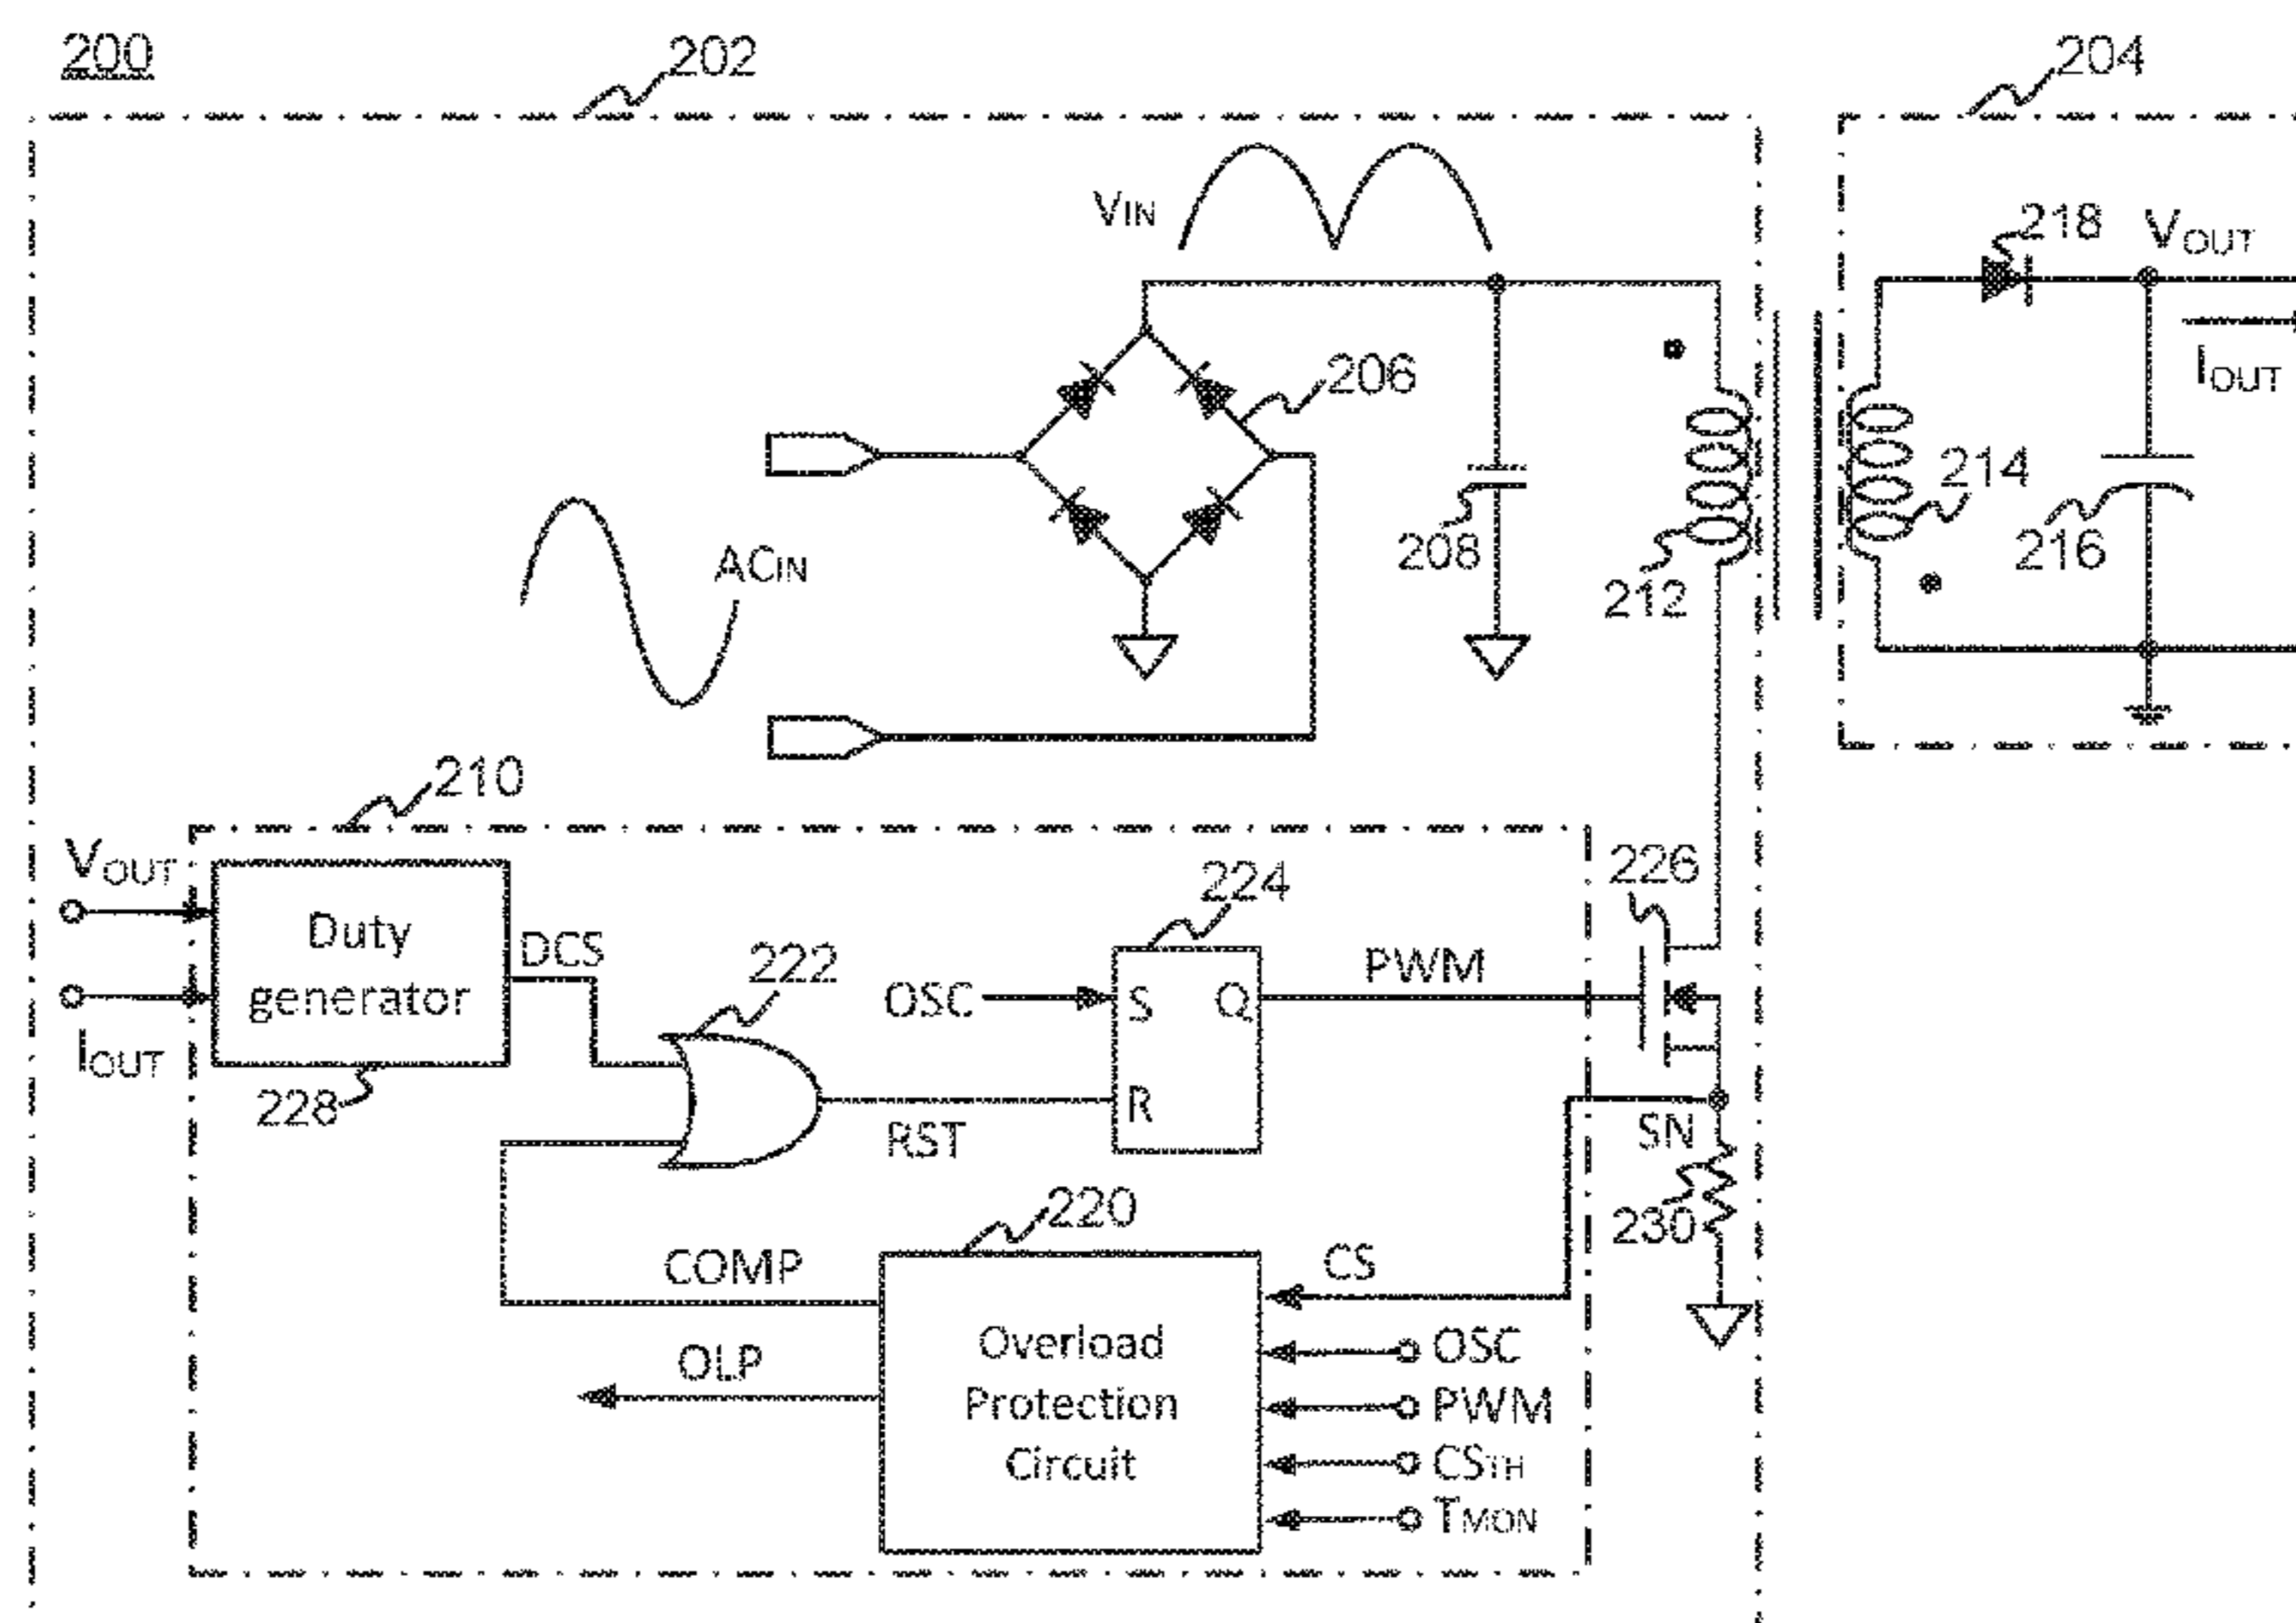 200
202
204
VIN
218
VOUT
IOUT
206
ACIN
208
212
214
216
210
VOUT
IOUT
Duty
generator
228
DCS
222
OSC
224
S
Q
R
PWM
226
RST
SN
230
220
COMP
OLP
Overload
Protection
Circuit
CS
OSC
PWM
CSTH
TMON